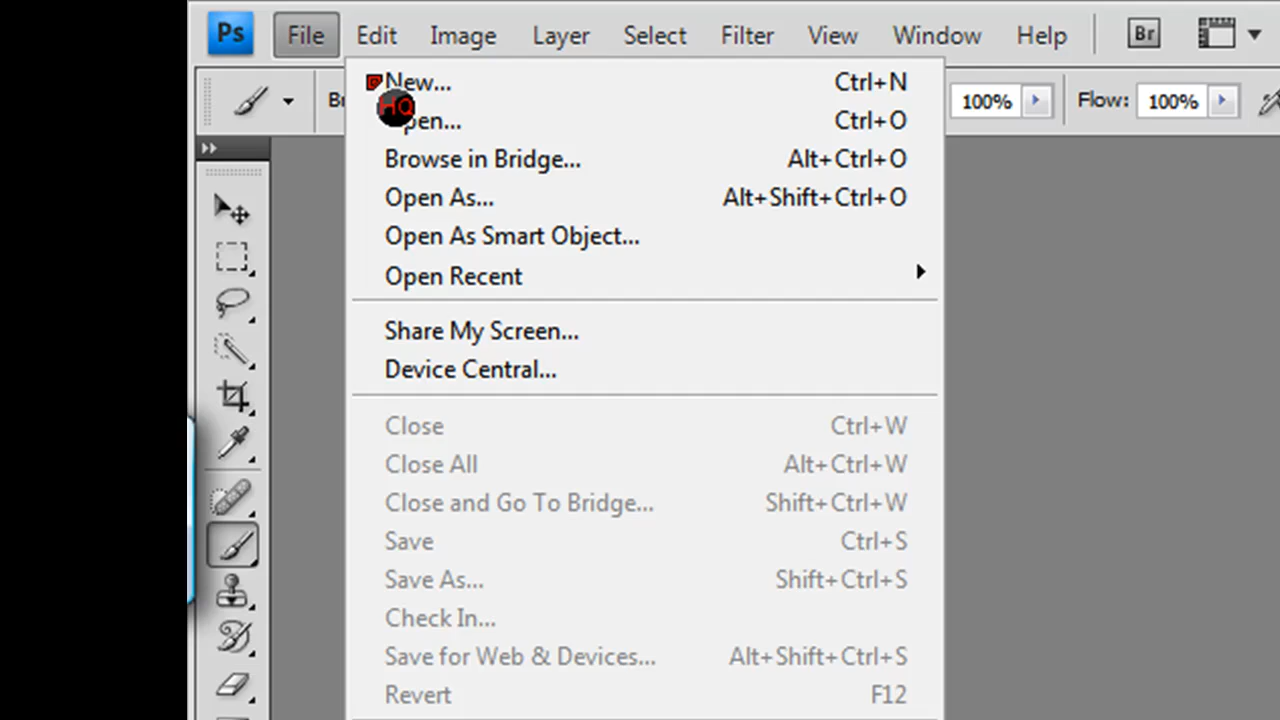 Ps File Edit Image Layer Select Filter View Window Help Br
100% Flow: 100%
New... Ctrl+N
HQ
pen... Ctrl+O
Browse in Bridge... Alt+Ctrl+O
Open As... Alt+Shift+Ctrl+O
Open As Smart Object...
Open Recent
Share My Screen...
Device Central...
Close Ctrl+W
Close All Alt+Ctrl+W
Close and Go To Bridge... Shift+Ctrl+W
Save Ctrl+S
Save As... Shift+Ctrl+S
Check In...
Save for Web & Devices... Alt+Shift+Ctrl+S
Revert F12